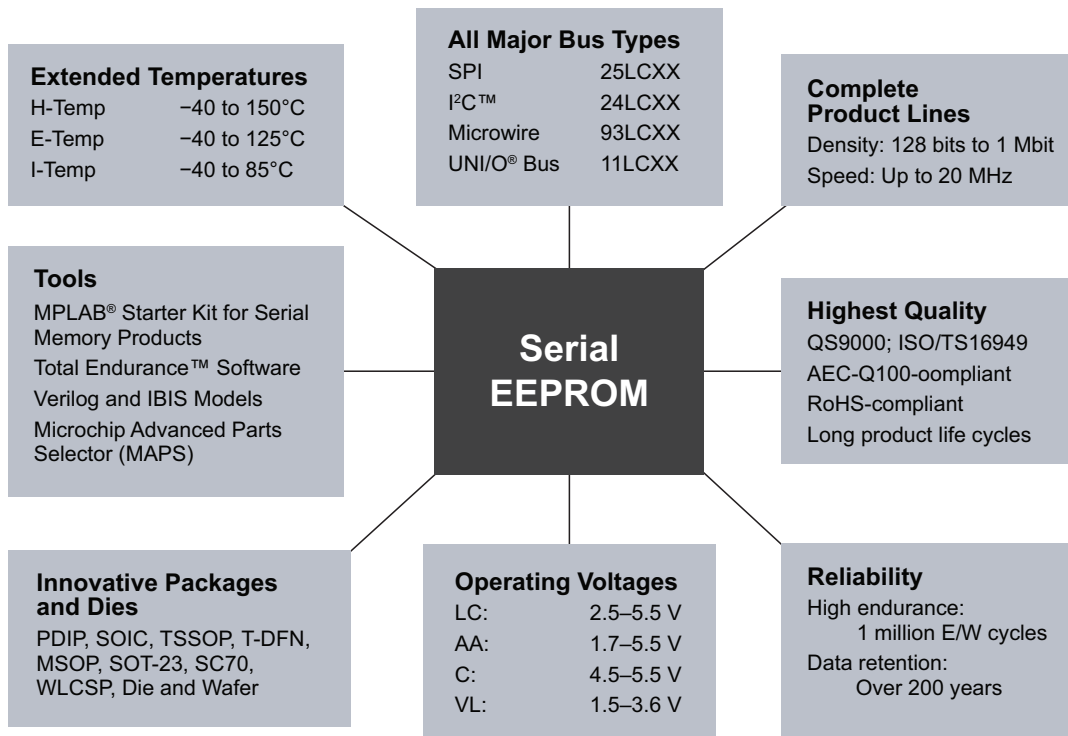 Extended Temperatures
H-Temp −40 to 150°C
E-Temp −40 to 125°C
I-Temp −40 to 85°C
All Major Bus Types
SPI 25LCXX
I²C™ 24LCXX
Microwire 93LCXX
UNI/O® Bus 11LCXX
Complete
Product Lines
Density: 128 bits to 1 Mbit
Speed: Up to 20 MHz
Tools
MPLAB® Starter Kit for Serial
Memory Products
Total Endurance™ Software
Verilog and IBIS Models
Microchip Advanced Parts
Selector (MAPS)
Serial
EEPROM
Highest Quality
QS9000; ISO/TS16949
AEC-Q100-oompliant
RoHS-compliant
Long product life cycles
Innovative Packages
and Dies
PDIP, SOIC, TSSOP, T-DFN,
MSOP, SOT-23, SC70,
WLCSP, Die and Wafer
Operating Voltages
LC: 2.5–5.5 V
AA: 1.7–5.5 V
C: 4.5–5.5 V
VL: 1.5–3.6 V
Reliability
High endurance:
1 million E/W cycles
Data retention:
Over 200 years